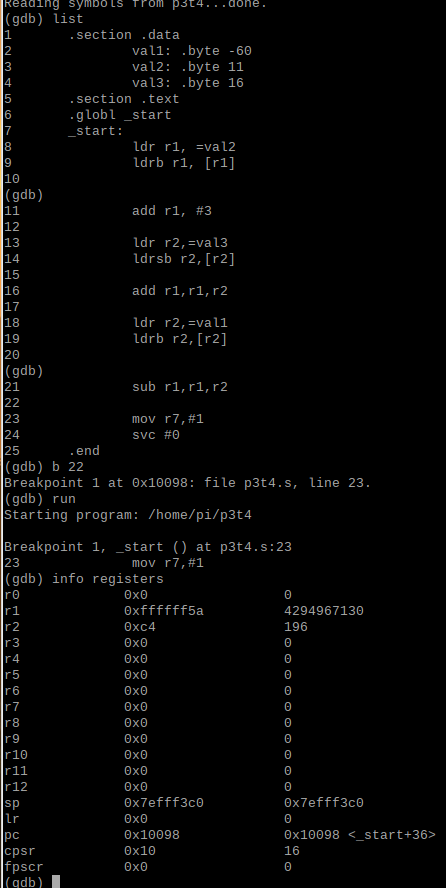 Reading symbols from p3t4...done.
(gdb) list
1       .section .data
2               val1: .byte -60
3               val2: .byte 11
4               val3: .byte 16
5       .section .text
6       .globl _start
7       _start:
8               ldr r1, =val2
9               ldrb r1, [r1]
10
(gdb)
11              add r1, #3
12
13              ldr r2,=val3
14              ldrsb r2,[r2]
15
16              add r1,r1,r2
17
18              ldr r2,=val1
19              ldrb r2,[r2]
20
(gdb)
21              sub r1,r1,r2
22
23              mov r7,#1
24              svc #0
25      .end
(gdb) b 22
Breakpoint 1 at 0x10098: file p3t4.s, line 23.
(gdb) run
Starting program: /home/pi/p3t4

Breakpoint 1, _start () at p3t4.s:23
23              mov r7,#1
(gdb) info registers
r0             0x0                 0
r1             0xffffff5a          4294967130
r2             0xc4                196
r3             0x0                 0
r4             0x0                 0
r5             0x0                 0
r6             0x0                 0
r7             0x0                 0
r8             0x0                 0
r9             0x0                 0
r10            0x0                 0
r11            0x0                 0
r12            0x0                 0
sp             0x7efff3c0          0x7efff3c0
lr             0x0                 0
pc             0x10098             0x10098 <_start+36>
cpsr           0x10                16
fpscr          0x0                 0
(gdb)